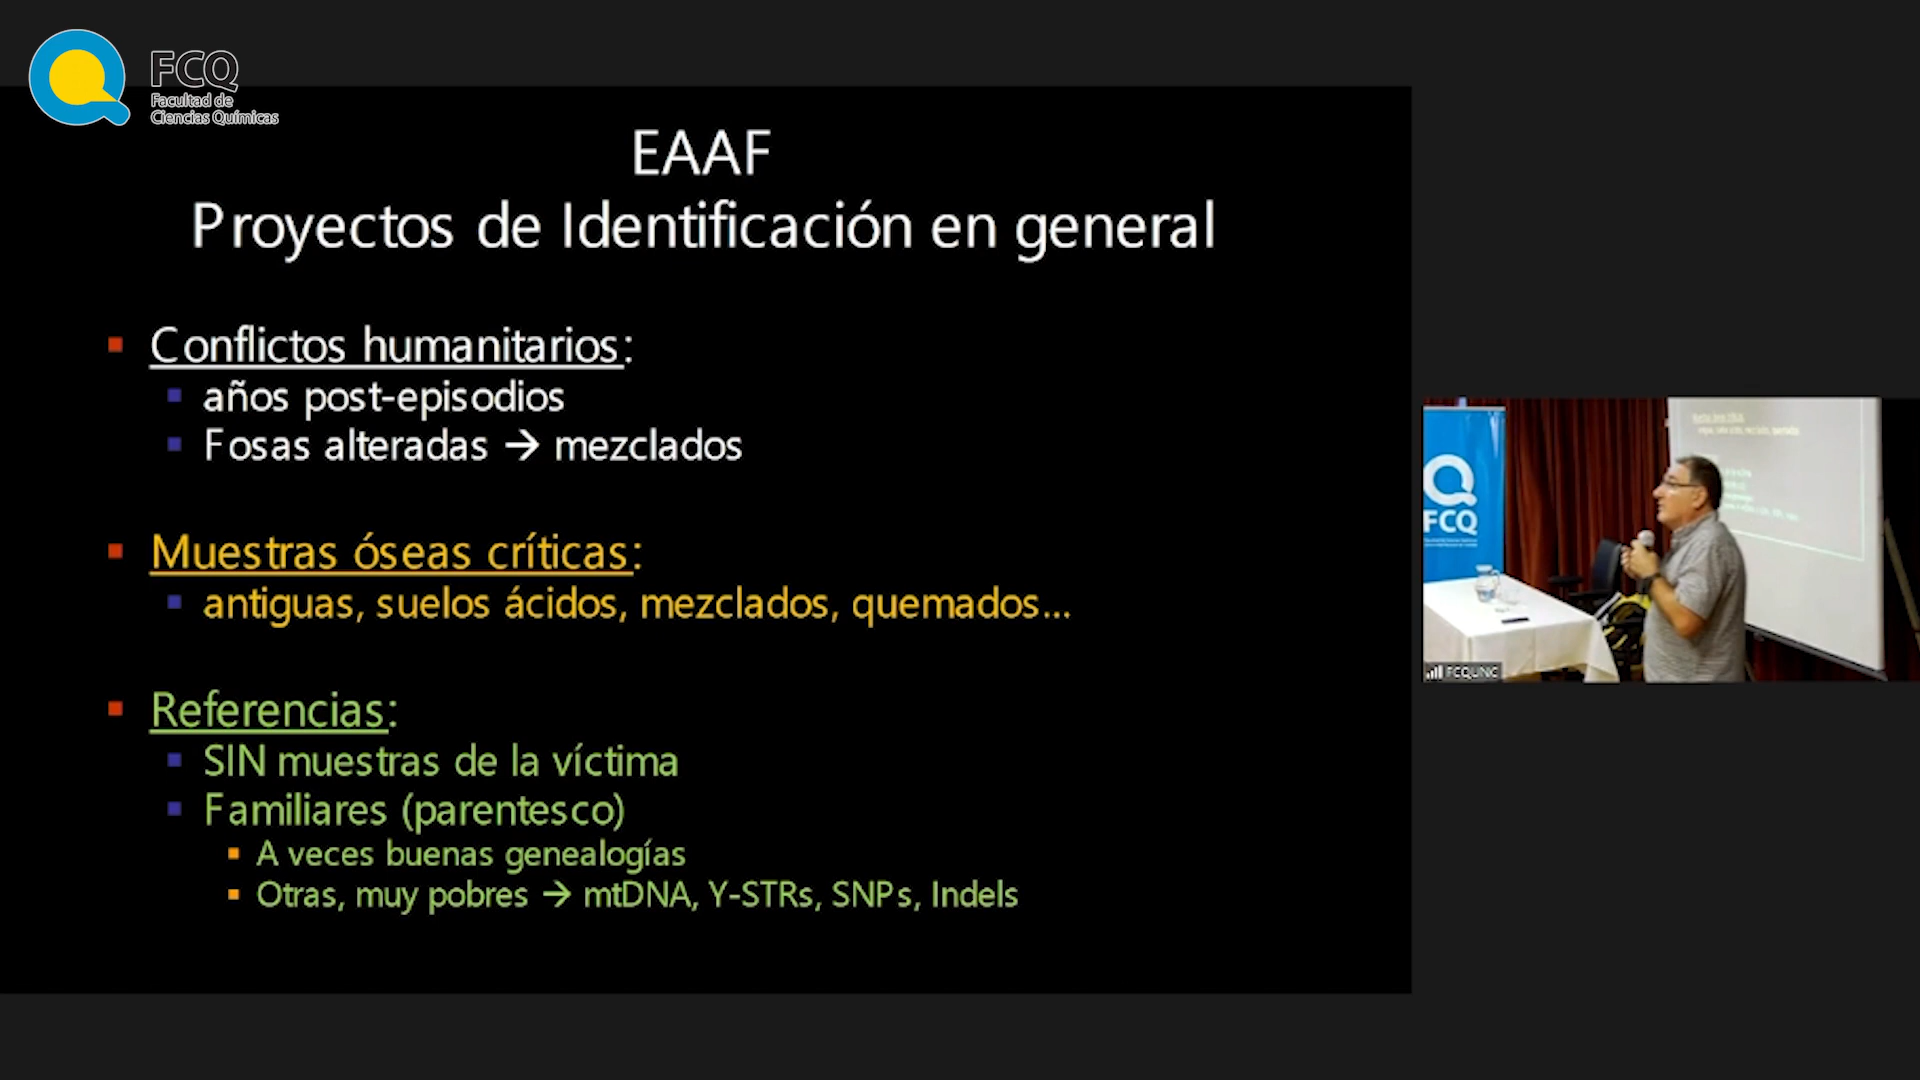 FCQ
Facultad de
Ciencias Químicas
EAAF
Proyectos de Identificación en general
Conflictos humanitarios:
años post-episodios
Fosas alteradas → mezclados
Muestras óseas críticas:
antiguas, suelos ácidos, mezclados, quemados...
Referencias:
SIN muestras de la víctima
Familiares (parentesco)
A veces buenas genealogías
Otras, muy pobres → mtDNA, Y-STRs, SNPs, Indels
FCQ
FCQUNC